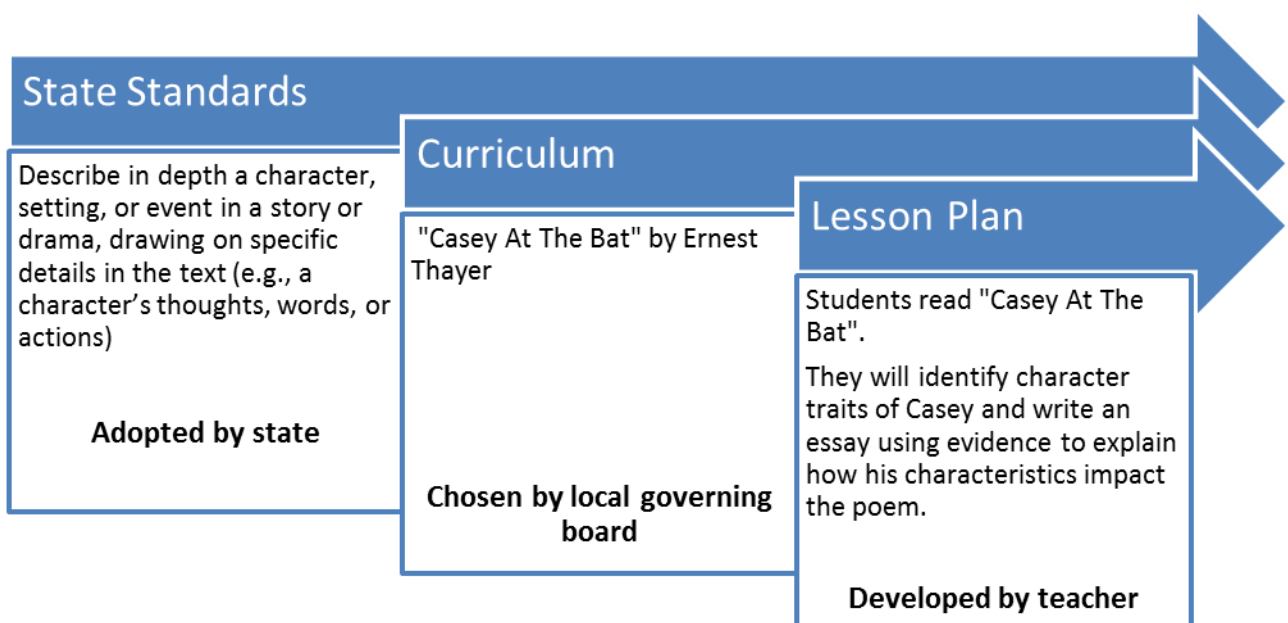 State Standards
Describe in depth a character,
setting, or event in a story or
drama, drawing on specific
details in the text (e.g., a
character’s thoughts, words, or
actions)
Adopted by state
Curriculum
"Casey At The Bat" by Ernest
Thayer
Chosen by local governing
board
Lesson Plan
Students read "Casey At The
Bat".
They will identify character
traits of Casey and write an
essay using evidence to explain
how his characteristics impact
the poem.
Developed by teacher